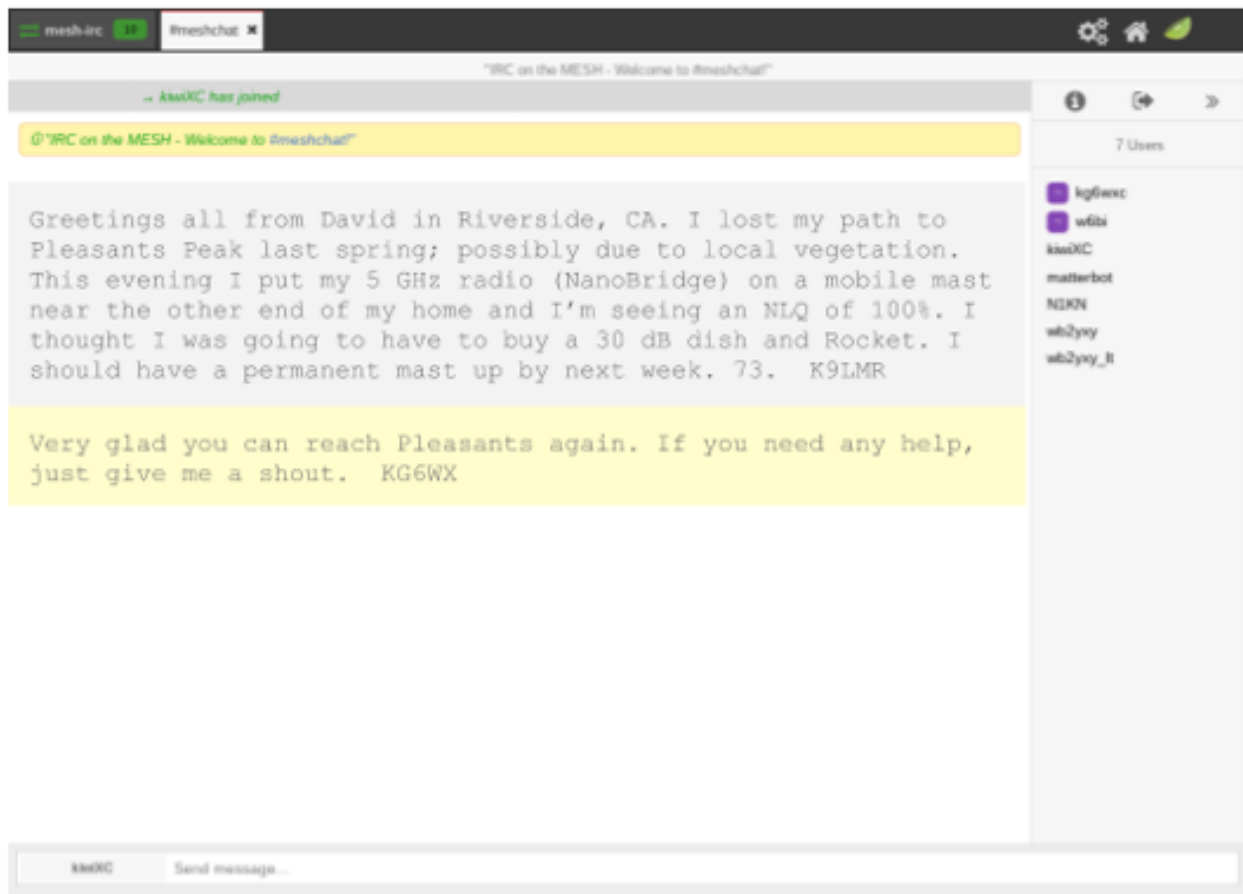 mesh-irc 10 #meshchat ✖
"IRC on the MESH - Welcome to #meshchat!"
→ kiwiXC has joined
"IRC on the MESH - Welcome to #meshchat!"
Greetings all from David in Riverside, CA. I lost my path to
Pleasants Peak last spring; possibly due to local vegetation.
This evening I put my 5 GHz radio (NanoBridge) on a mobile mast
near the other end of my home and I'm seeing an NLQ of 100%. I
thought I was going to have to buy a 30 dB dish and Rocket. I
should have a permanent mast up by next week. 73.  K9LMR
Very glad you can reach Pleasants again. If you need any help,
just give me a shout.  KG6WX
7 Users
kg6wxc
w6bi
kiwiXC
matterbot
N1KN
wb2yxy
wb2yxy_lt
kiwiXC Send message...